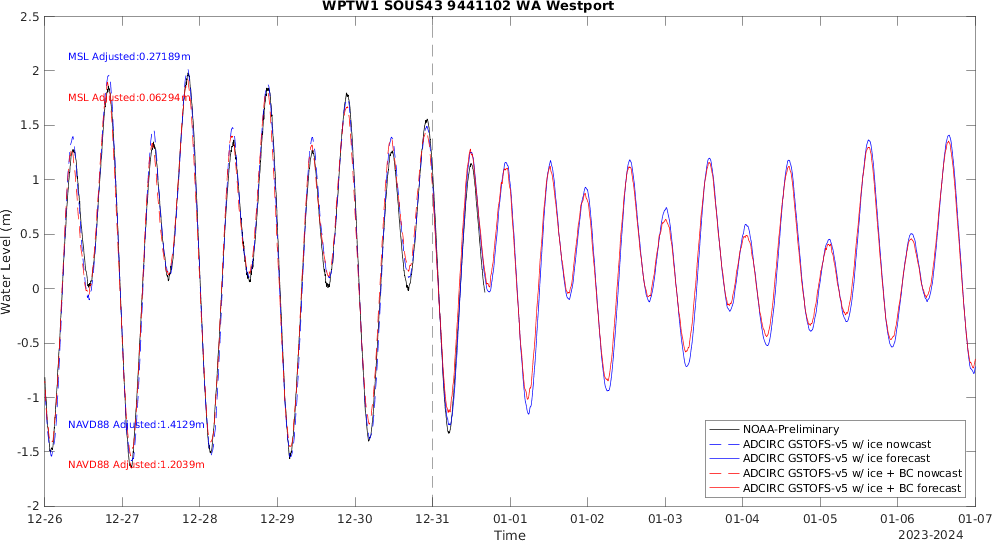 WPTW1 SOUS43 9441102 WA Westport
2.5
2
1.5
1
0.5
0
-0.5
-1
-1.5
-2
Water Level (m)
MSL Adjusted:0.27189m
MSL Adjusted:0.06294m
NAVD88 Adjusted:1.4129m
NAVD88 Adjusted:1.2039m
NOAA-Preliminary
ADCIRC GSTOFS-v5 w/ ice nowcast
ADCIRC GSTOFS-v5 w/ ice forecast
ADCIRC GSTOFS-v5 w/ ice + BC nowcast
ADCIRC GSTOFS-v5 w/ ice + BC forecast
12-26 12-27 12-28 12-29 12-30 12-31 01-01 01-02 01-03 01-04 01-05 01-06 01-07
Time
2023-2024